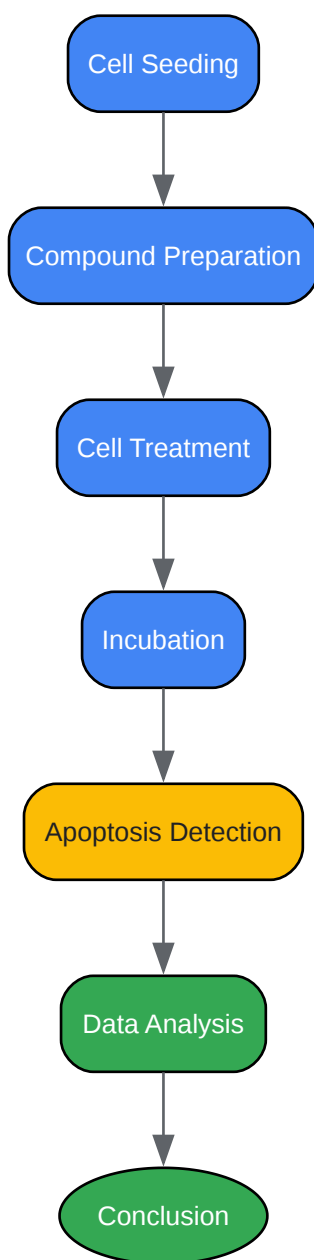 Cell Seeding
Compound Preparation
Cell Treatment
Incubation
Apoptosis Detection
Data Analysis
Conclusion